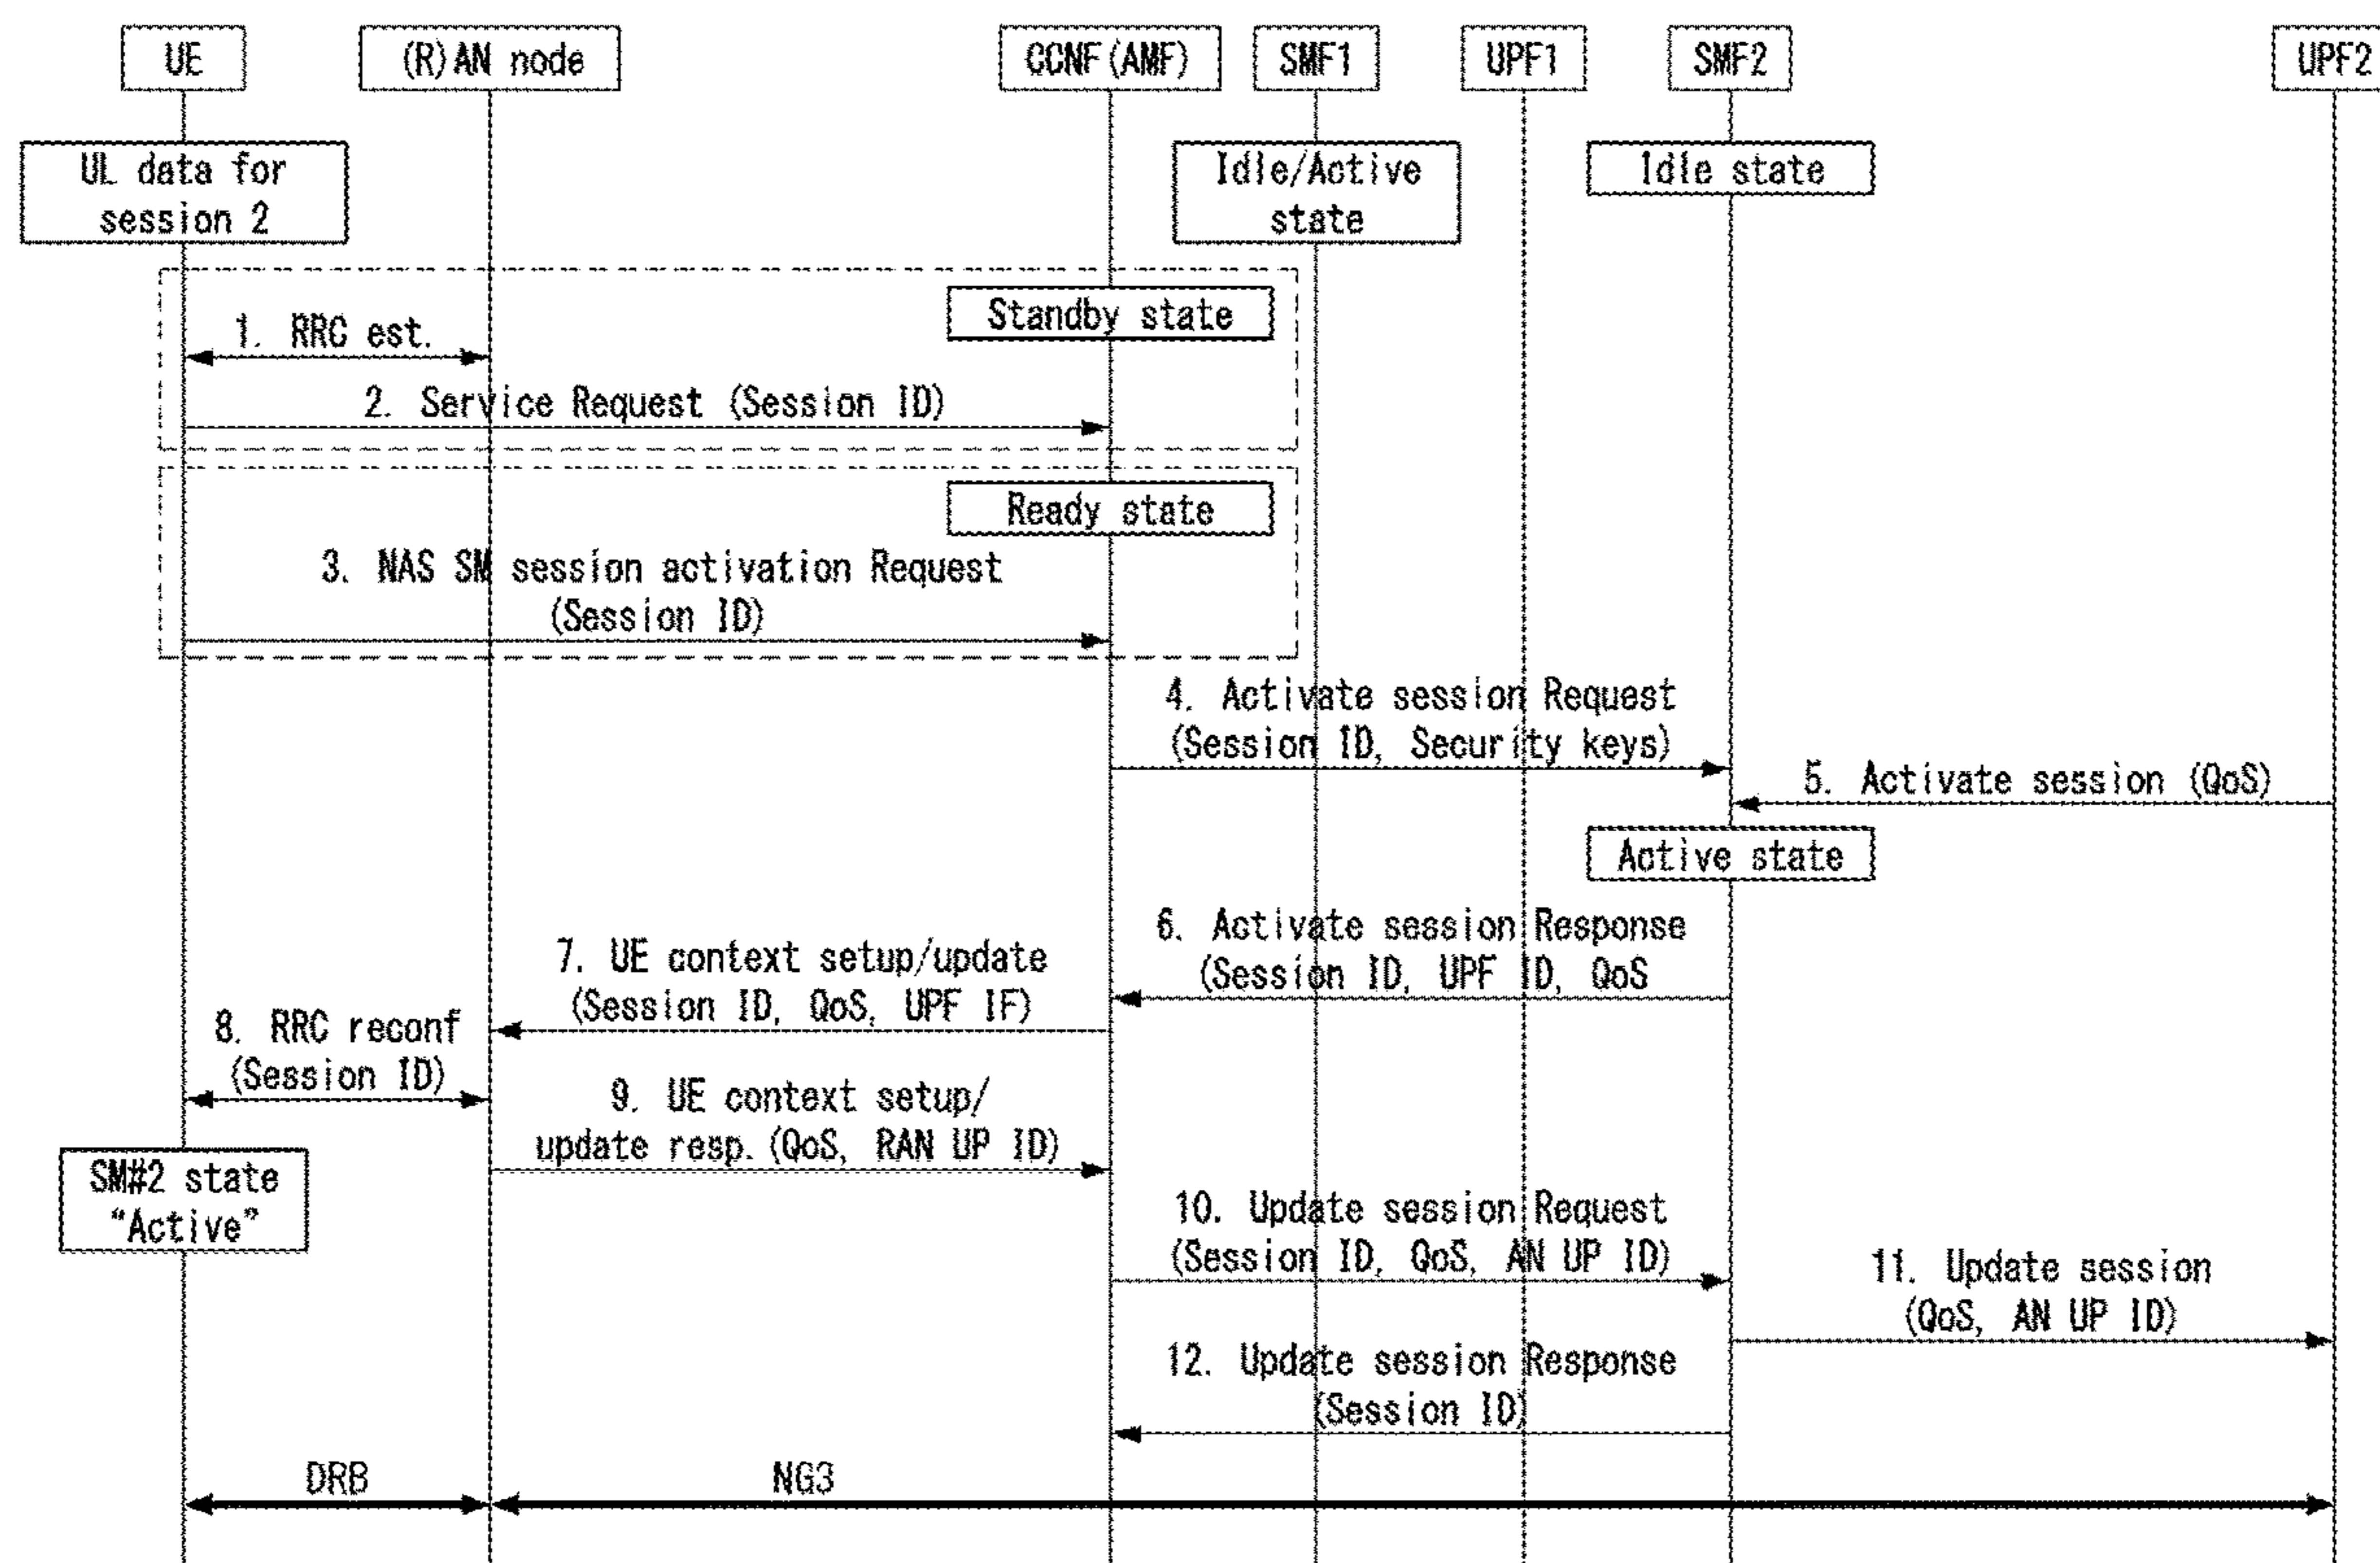 UE
(R)AN node
CCNF(AMF)
SMF1
UPF1
SMF2
UPF2
UL data for
session 2
Idle/Active
state
Idle state
Standby state
1. RRC est.
2. Service Request (Session ID)
Ready state
3. NAS SM session activation Request
(Session ID)
4. Activate session Request
(Session ID, Security keys)
5. Activate session (QoS)
Active state
6. Activate session Response
(Session ID, UPF ID, QoS
7. UE context setup/update
(Session ID, QoS, UPF IF)
8. RRC reconf
(Session ID)
9. UE context setup/
update resp. (QoS, RAN UP ID)
SM#2 state
“Active”
10. Update session Request
(Session ID, QoS, AN UP ID)
11. Update session
(QoS, AN UP ID)
12. Update session Response
(Session ID)
DRB
NG3